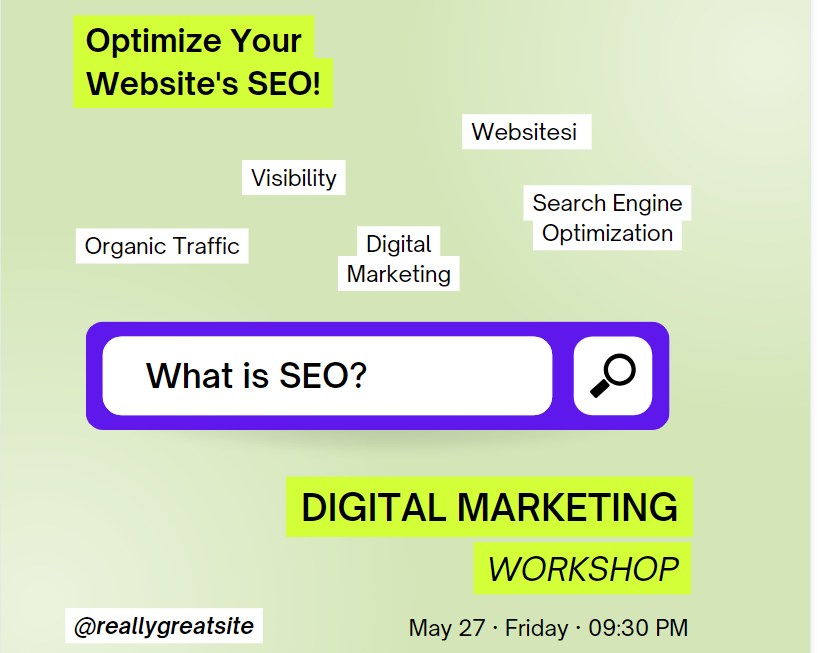 Optimize Your
Website's SEO!
Websitesi
Visibility
Search Engine
Optimization
Organic Traffic
Digital
Marketing
What is SEO?
DIGITAL MARKETING
WORKSHOP
@reallygreatsite
May 27 · Friday · 09:30 PM